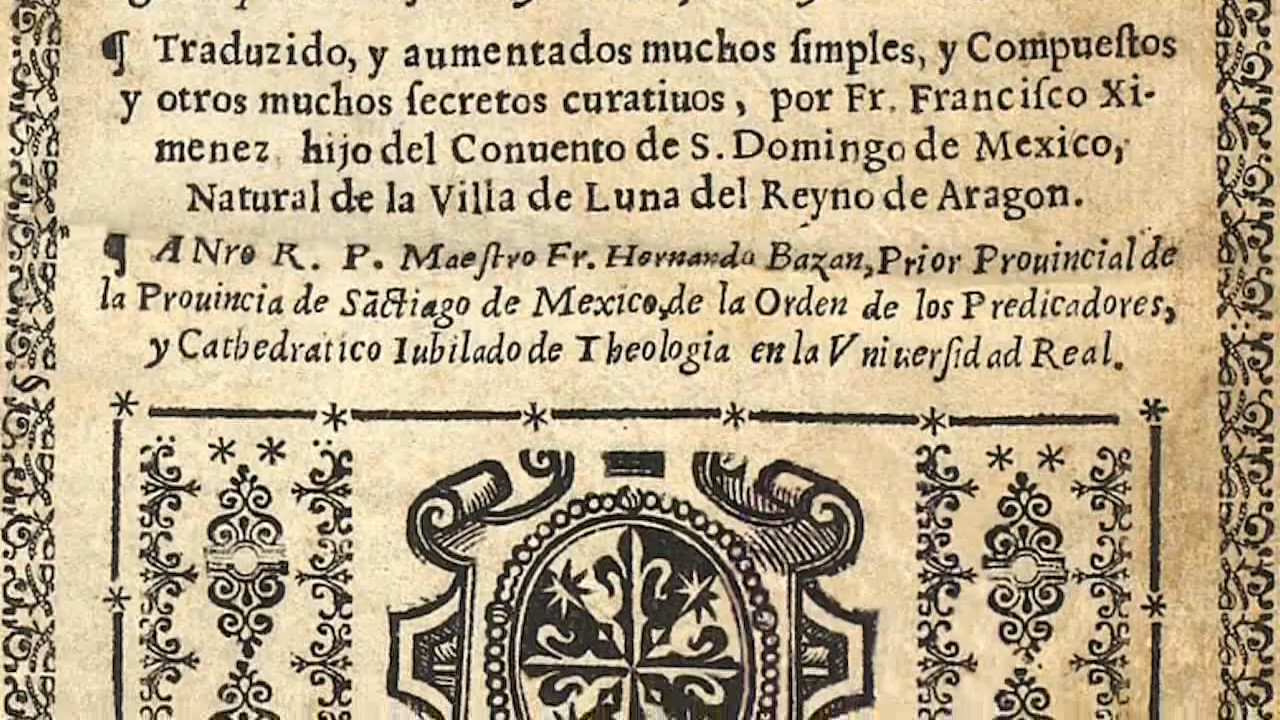 ¶ Traduzido, y aumentados muchos ſimples, y Compueſtos
y otros muchos ſecretos curatiuos, por Fr. Franciſco Xi-
menez hijo del Conuento de S. Domingo de Mexico,
Natural de la Villa de Luna del Reyno de Aragon.
¶ A Nro R. P. Maeſtro Fr. Hernando Bazan, Prior Prouincial de
la Prouincia de Sāctiago de Mexico, de la Orden de los Predicadores,
y Cathedratico Iubilado de Theologia en la Vniuerſidad Real.